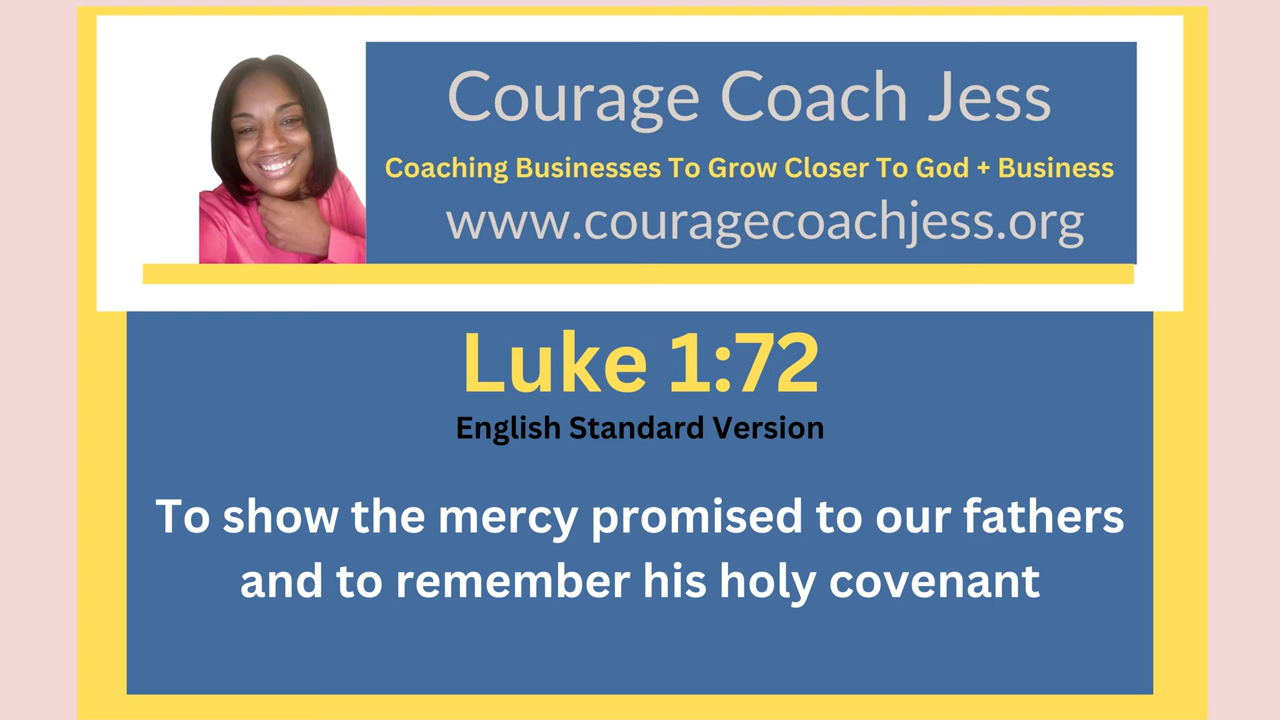 Courage Coach Jess
Coaching Businesses To Grow Closer To God + Business
www.couragecoachjess.org
Luke 1:72
English Standard Version
To show the mercy promised to our fathers
and to remember his holy covenant